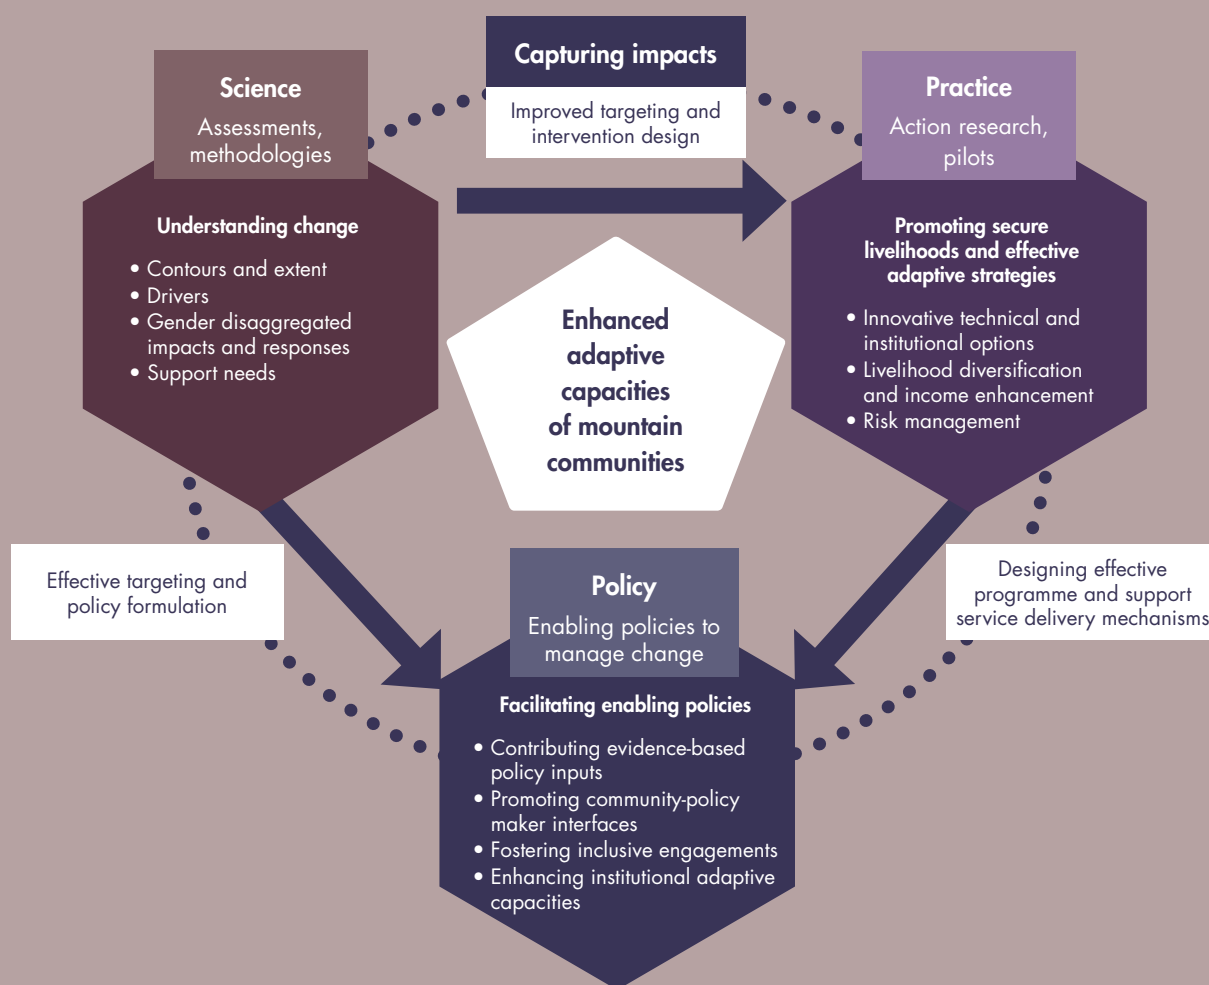 Capturing impacts
Improved targeting and
intervention design
Science
Assessments,
methodologies
Understanding change
• Contours and extent
• Drivers
• Gender disaggregated
impacts and responses
• Support needs
Practice
Action research,
pilots
Promoting secure
livelihoods and effective
adaptive strategies
• Innovative technical and
institutional options
• Livelihood diversification
and income enhancement
• Risk management
Enhanced
adaptive
capacities
of mountain
communities
Effective targeting and
policy formulation
Designing effective
programme and support
service delivery mechanisms
Policy
Enabling policies to
manage change
Facilitating enabling policies
• Contributing evidence-based
policy inputs
• Promoting community-policy
maker interfaces
• Fostering inclusive engagements
• Enhancing institutional adaptive
capacities